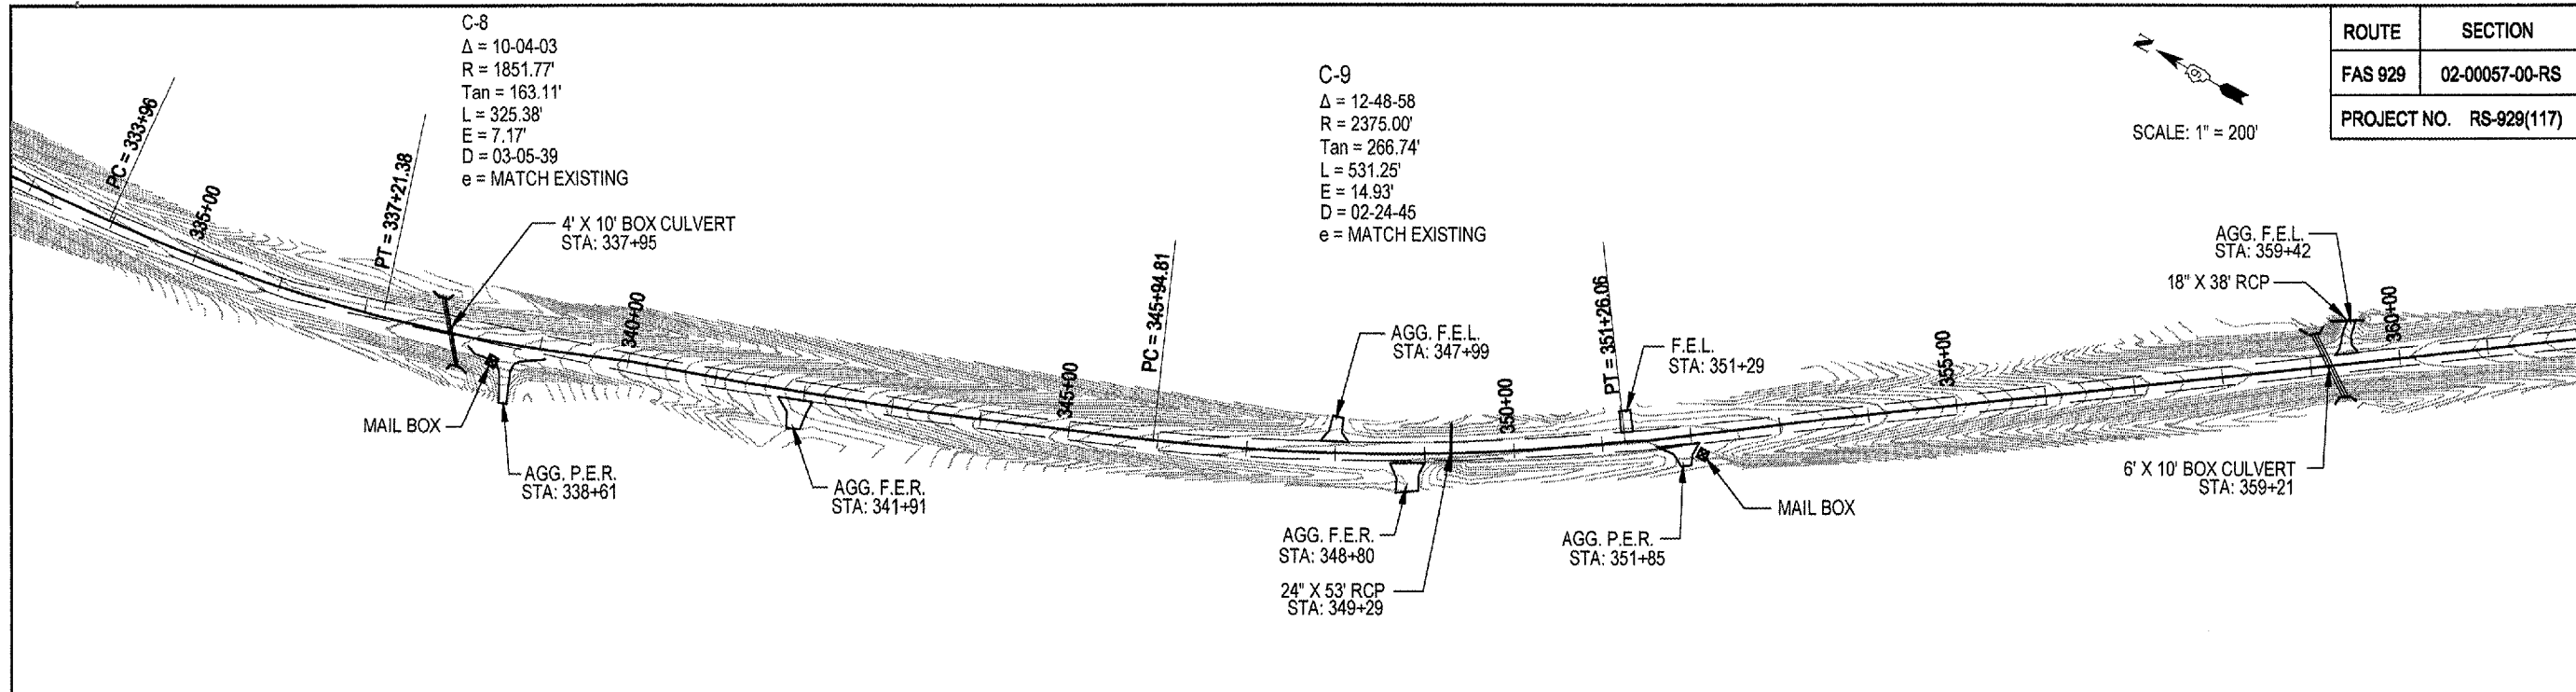 C-8
Δ = 10-04-03
R = 1851.77'
Tan = 163.11'
L = 325.38'
E = 7.17'
D = 03-05-39
e = MATCH EXISTING
C-9
Δ = 12-48-58
R = 2375.00'
Tan = 266.74'
L = 531.25'
E = 14.93'
D = 02-24-45
e = MATCH EXISTING
N
SCALE: 1" = 200'
ROUTE SECTION
FAS 929 02-00057-00-RS
PROJECT NO. RS-929(117)
PC = 333+96
335+00
PT = 337+21.38
4' X 10' BOX CULVERT
STA: 337+95
340+00
345+00
PC = 345+94.81
AGG. F.E.L.
STA: 347+99
350+00
PT = 351+26.06
F.E.L.
STA: 351+29
355+00
AGG. F.E.L.
STA: 359+42
18" X 38' RCP
360+00
MAIL BOX
AGG. P.E.R.
STA: 338+61
AGG. F.E.R.
STA: 341+91
AGG. F.E.R.
STA: 348+80
24" X 53' RCP
STA: 349+29
AGG. P.E.R.
STA: 351+85
MAIL BOX
6' X 10' BOX CULVERT
STA: 359+21